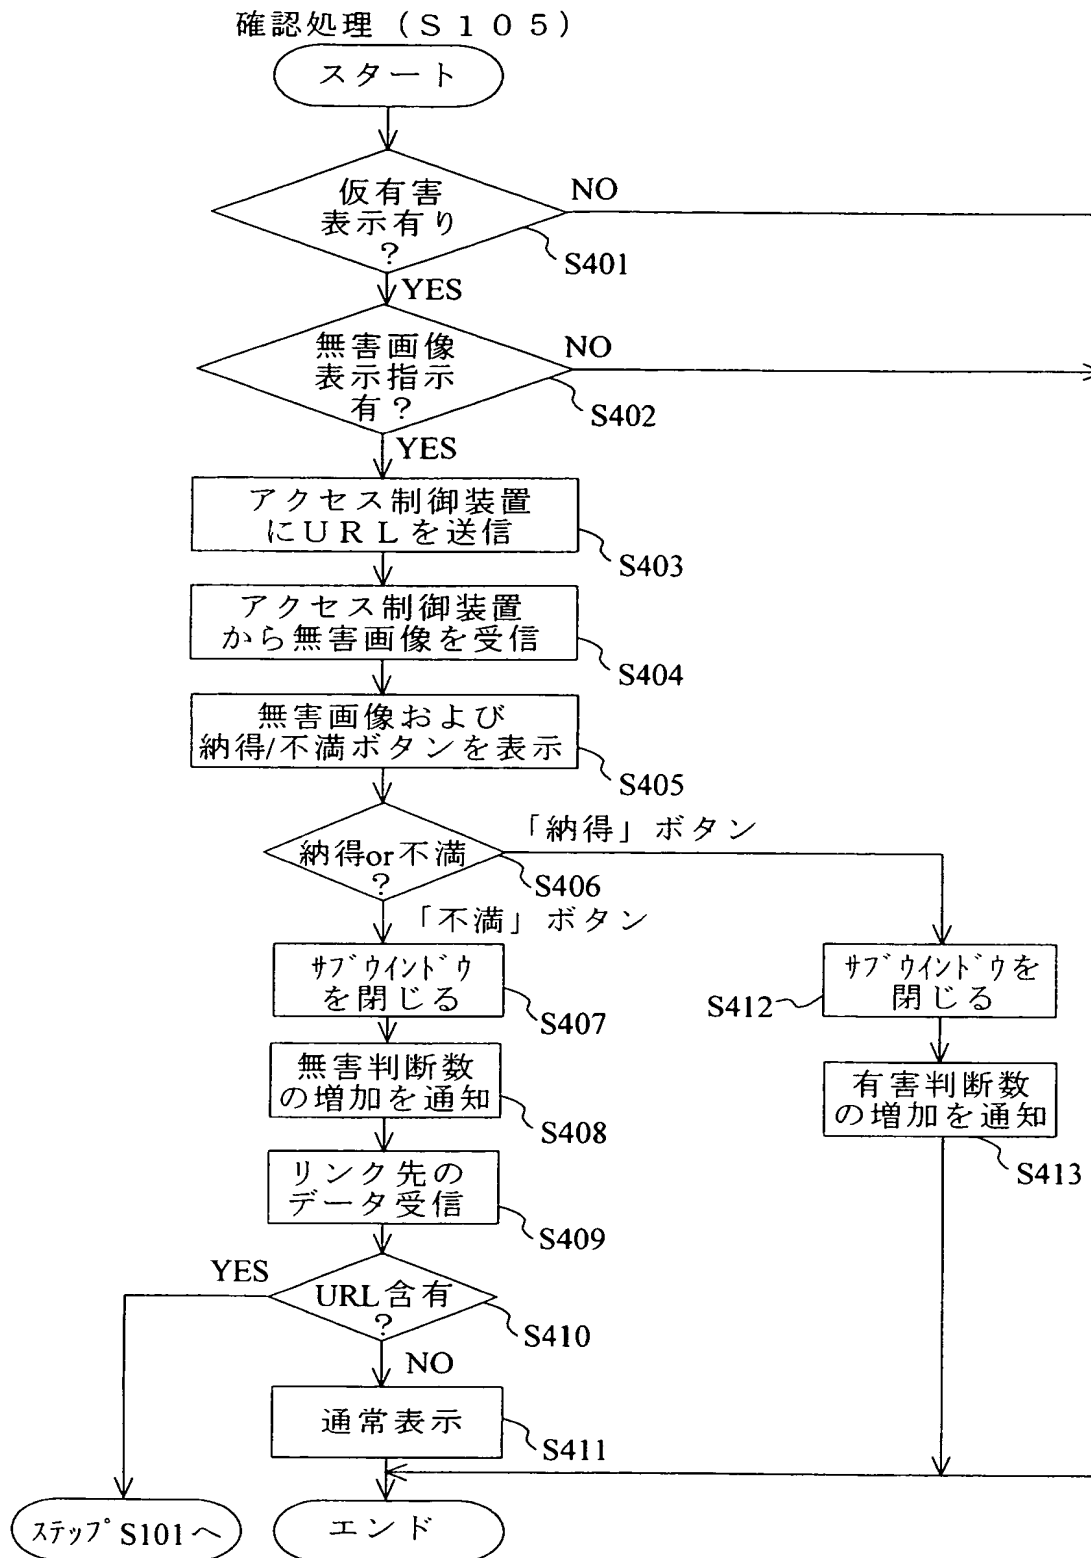 確認処理（Ｓ１０５）
スタート
仮有害
表示有り
？
NO
S401
YES
無害画像
表示指示
有？
NO
S402
YES
アクセス制御装置
にＵＲＬを送信
S403
アクセス制御装置
から無害画像を受信
S404
無害画像および
納得/不満ボタンを表示
S405
納得or不満
？
「納得」ボタン
S406
「不満」ボタン
ｻﾌﾞｳｲﾝﾄﾞｳ
を閉じる
S407
無害判断数
の増加を通知
S408
リンク先の
データ受信
S409
URL含有
？
YES
S410
NO
通常表示
S411
ｻﾌﾞｳｲﾝﾄﾞｳを
閉じる
S412
有害判断数
の増加を通知
S413
ｽﾃｯﾌﾟS101へ
エンド